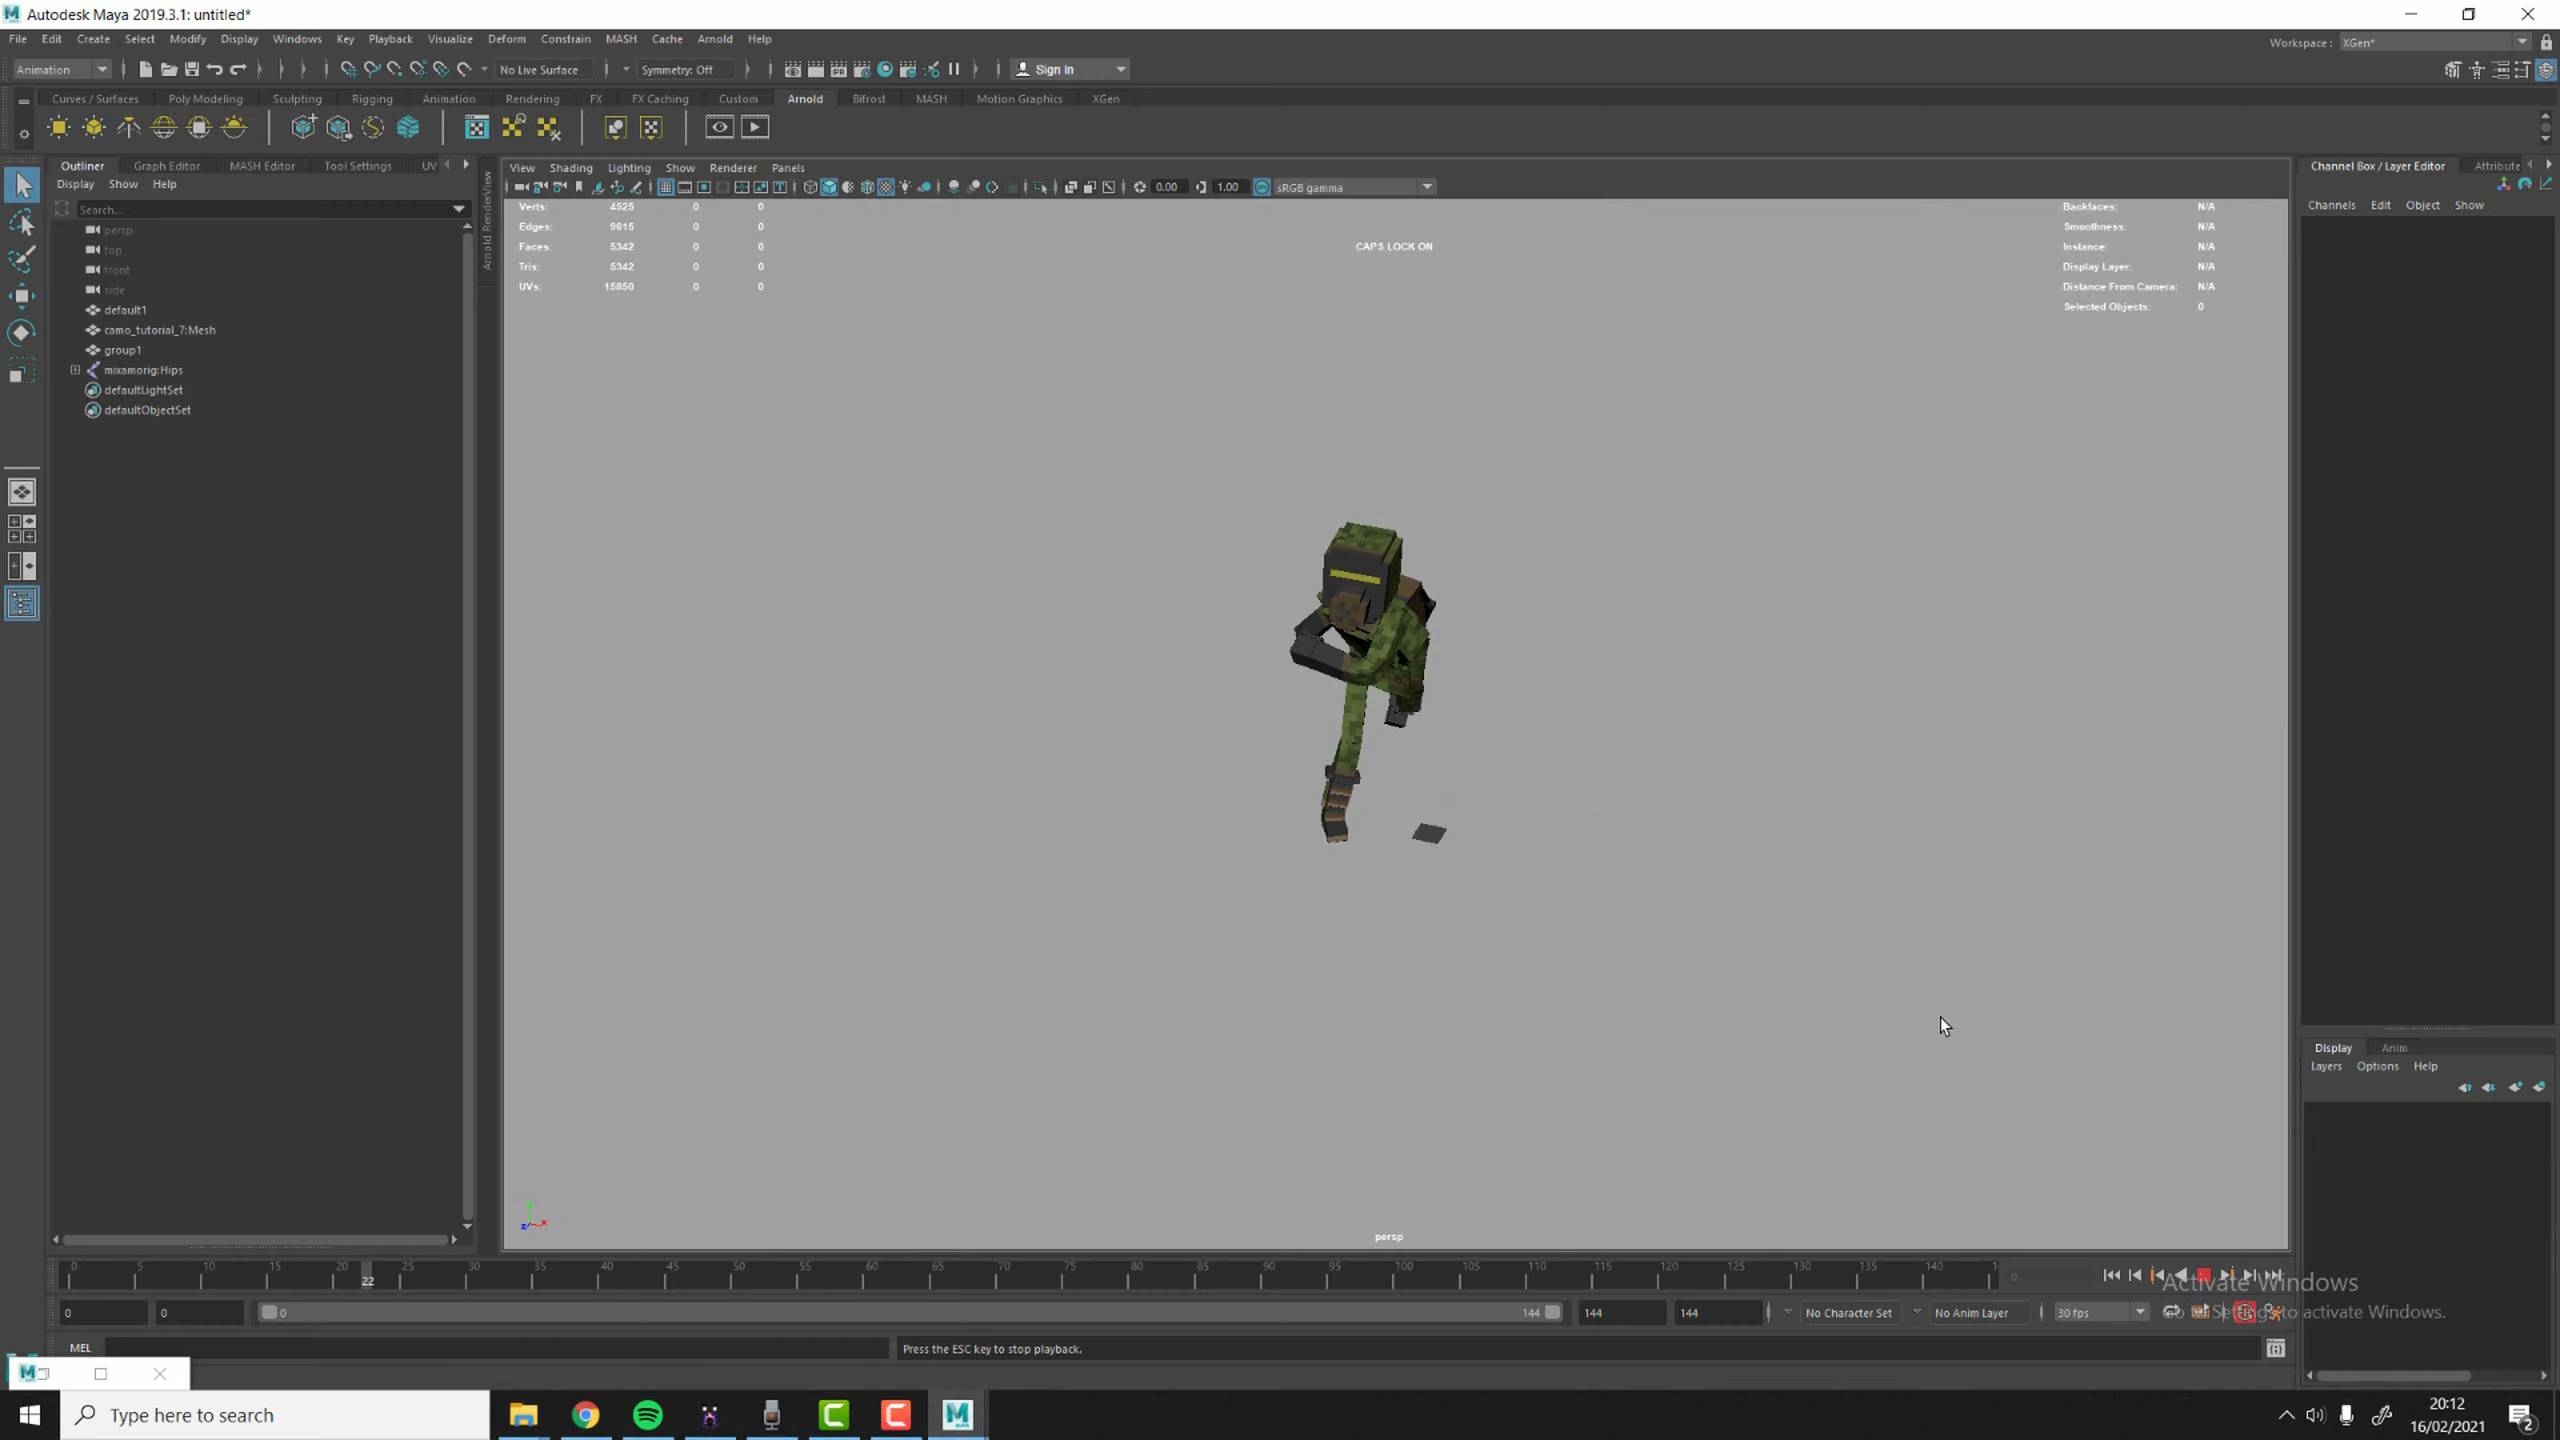 Autodesk Maya 2019.3.1: untitled*
File Edit Create Select Modify Display Windows Key Playback Visualize Deform Constrain MASH Cache Arnold Help
Workspace : XGen*
Animation No Live Surface Symmetry: Off Sign In
Curves / Surfaces Poly Modeling Sculpting Rigging Animation Rendering FX FX Caching Custom Arnold Bifrost MASH Motion Graphics XGen
Outliner Graph Editor MASH Editor Tool Settings UV
Display Show Help
Search...
persp
top
front
side
default1
camo_tutorial_7:Mesh
group1
mixamorig:Hips
defaultLightSet
defaultObjectSet
Arnold RenderView
View Shading Lighting Show Renderer Panels
0.00 1.00 sRGB gamma
Verts: 4525 0 0
Edges: 9615 0 0
Faces: 5342 0 0
Tris: 5342 0 0
UVs: 15850 0 0
CAPS LOCK ON
Backfaces: N/A
Smoothness: N/A
Instance: N/A
Display Layer: N/A
Distance From Camera: N/A
Selected Objects: 0
persp
Channel Box / Layer Editor Attribute
Channels Edit Object Show
Display Anim
Layers Options Help
0 5 10 15 20 25 30 35 40 45 50 55 60 65 70 75 80 85 90 95 100 105 110 115 120 125 130 135 140
22
0
0 0 0 144 144 144 No Character Set No Anim Layer 30 fps
Activate Windows
to activate Windows.
MEL Press the ESC key to stop playback.
Type here to search
20:12
16/02/2021
2